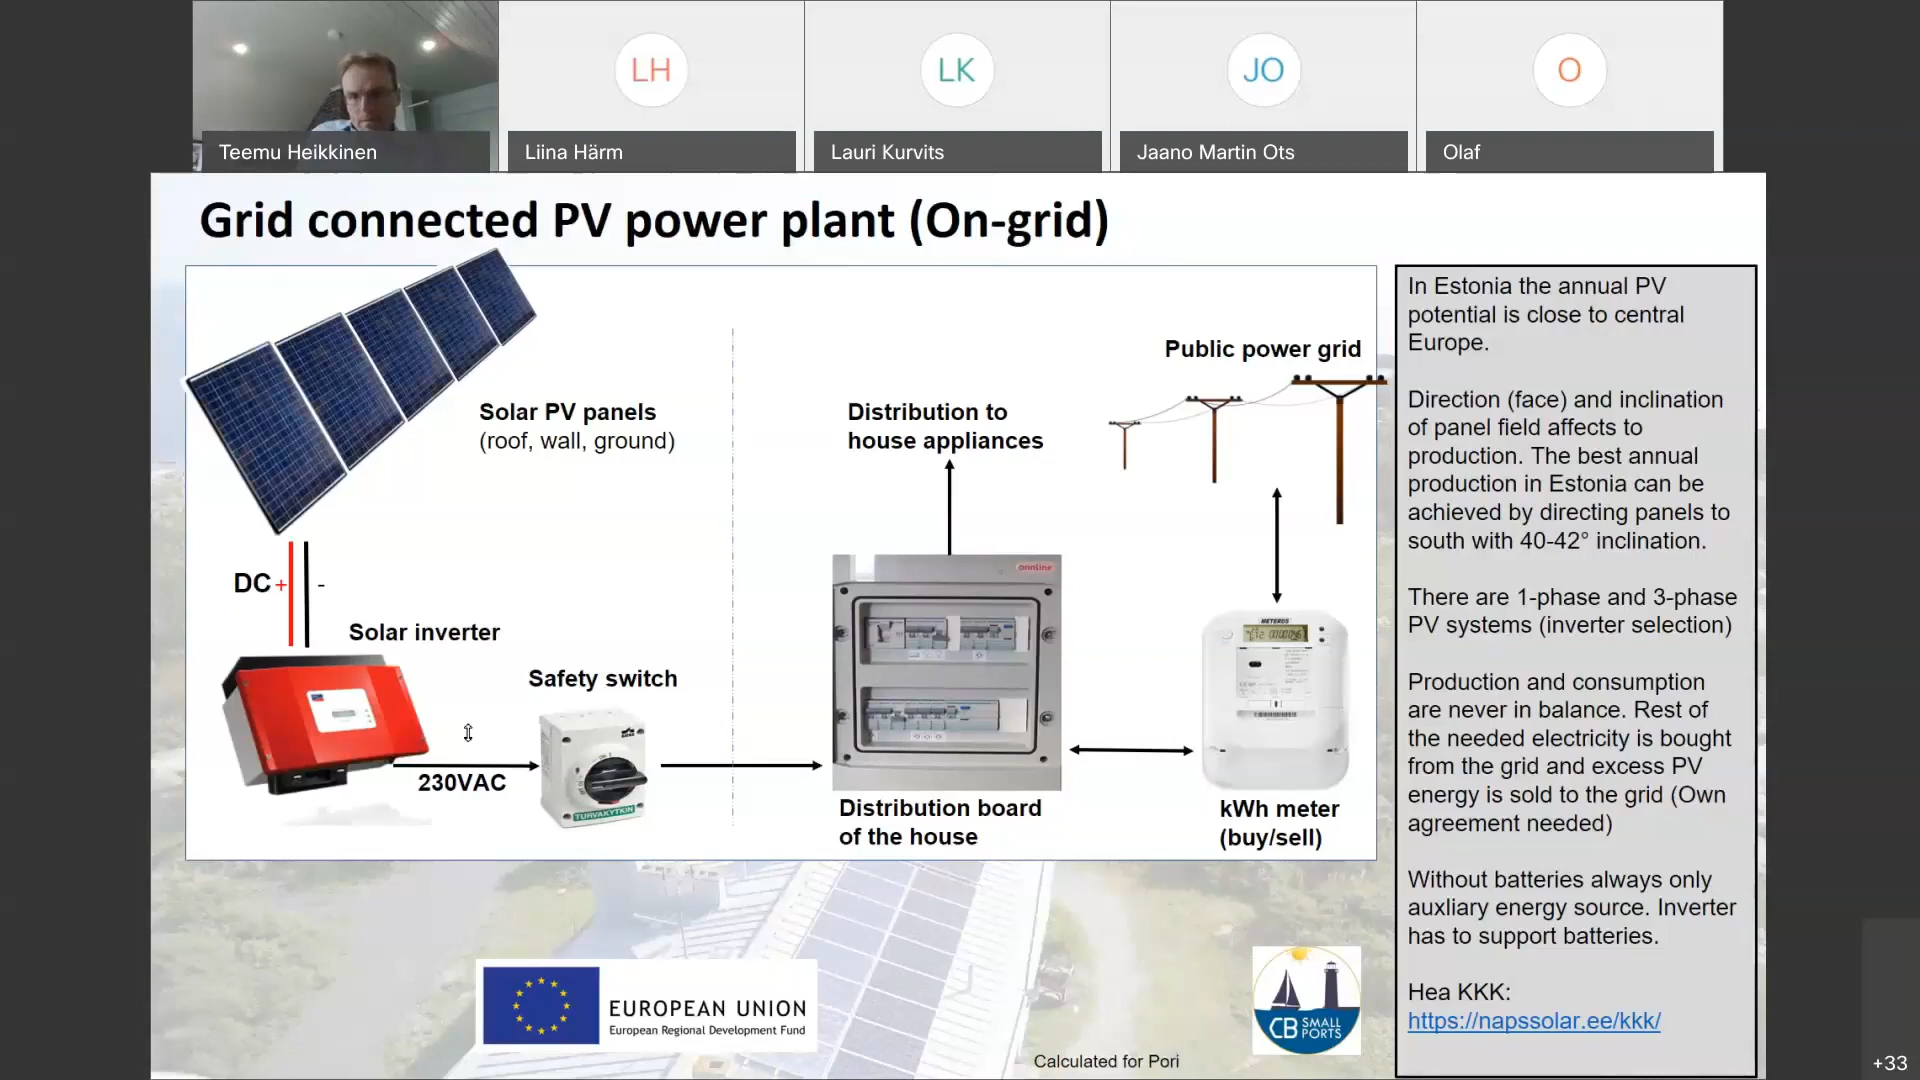 LH
LK
JO
O
Teemu Heikkinen
Liina Härm
Lauri Kurvits
Jaano Martin Ots
Olaf
Grid connected PV power plant (On-grid)
Solar PV panels
(roof, wall, ground)
Distribution to
house appliances
Public power grid
DC + -
Solar inverter
Safety switch
230VAC
TURVAKYTKIN
onnline
METERUS
Distribution board
of the house
kWh meter
(buy/sell)
In Estonia the annual PV
potential is close to central
Europe.
Direction (face) and inclination
of panel field affects to
production. The best annual
production in Estonia can be
achieved by directing panels to
south with 40-42° inclination.
There are 1-phase and 3-phase
PV systems (inverter selection)
Production and consumption
are never in balance. Rest of
the needed electricity is bought
from the grid and excess PV
energy is sold to the grid (Own
agreement needed)
Without batteries always only
auxliary energy source. Inverter
has to support batteries.
Hea KKK:
https://napssolar.ee/kkk/
EUROPEAN UNION
European Regional Development Fund
CB SMALL
PORTS
Calculated for Pori
+33